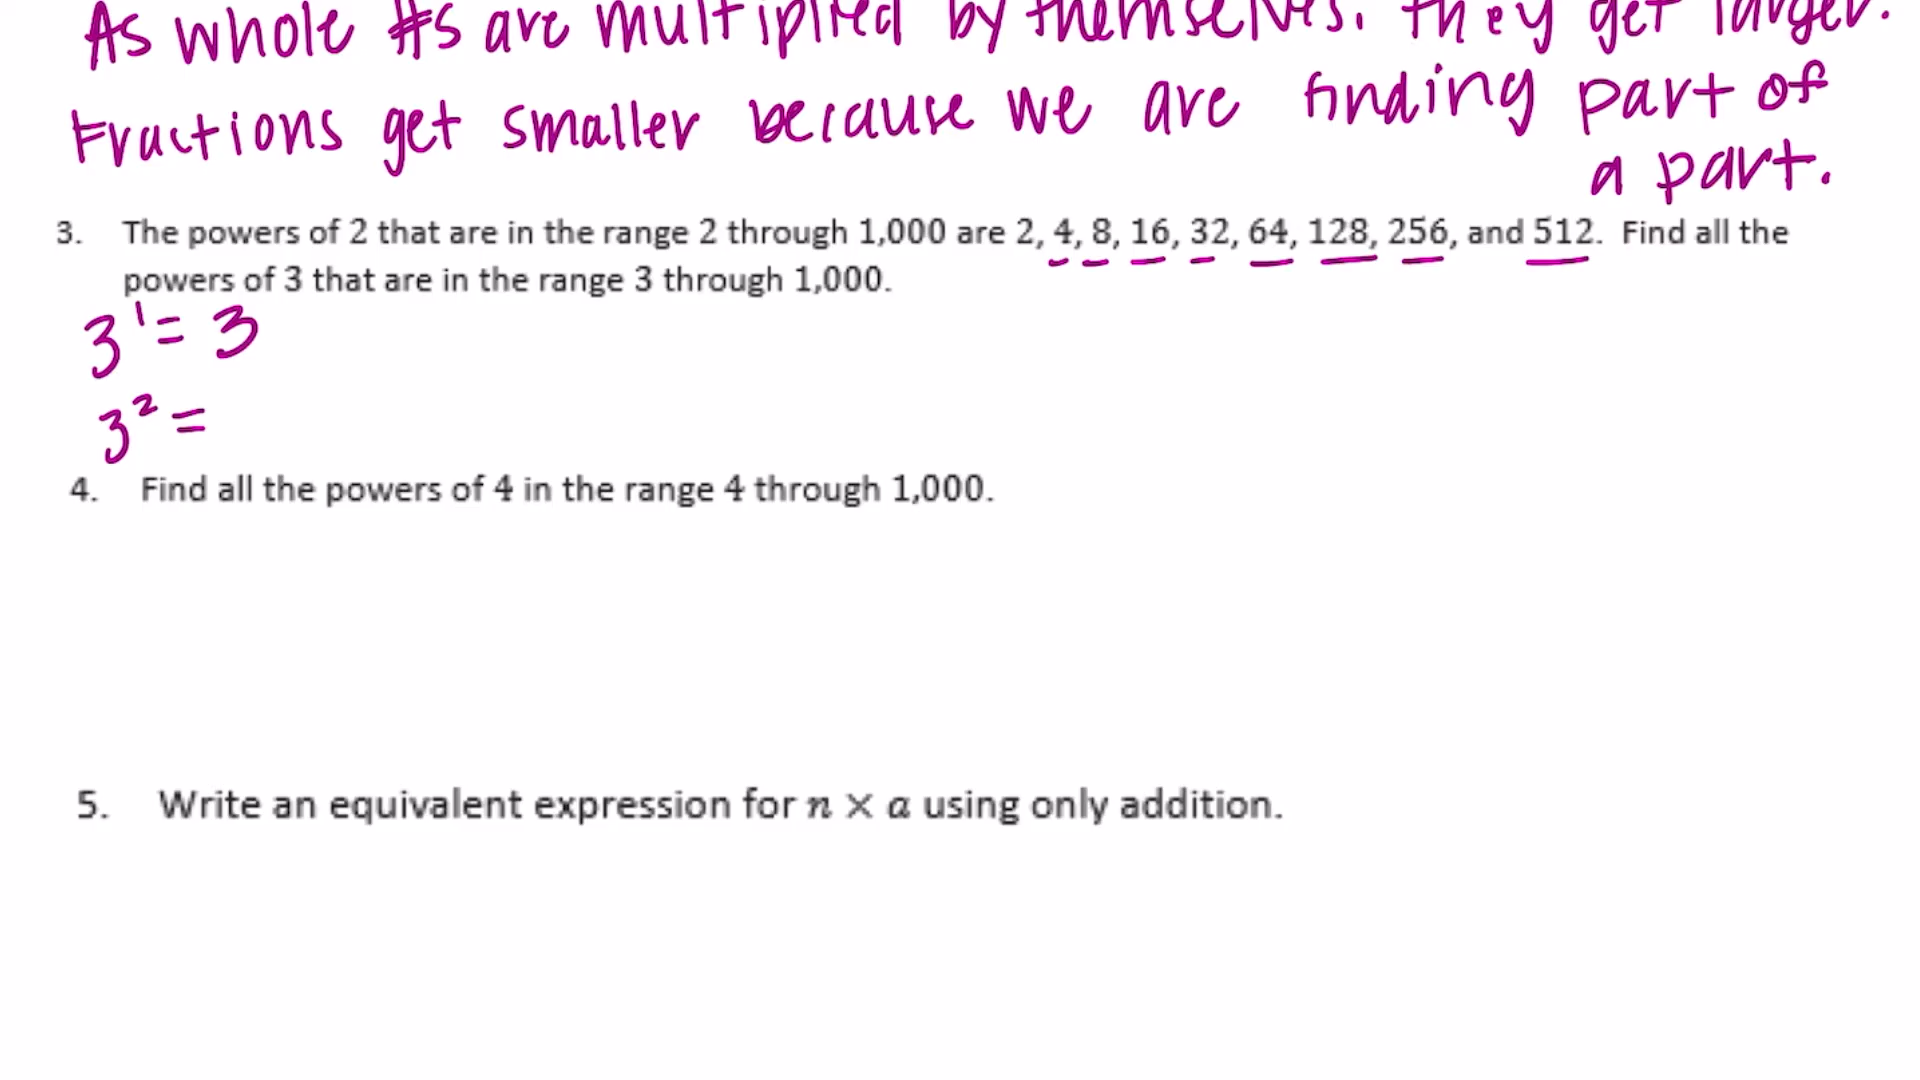 As whole #s are multiplied by themselves, they get larger.
Fractions get smaller because we are finding part of
a part.
3. The powers of 2 that are in the range 2 through 1,000 are 2, 4, 8, 16, 32, 64, 128, 256, and 512. Find all the
powers of 3 that are in the range 3 through 1,000.
3¹ = 3
3² =
4. Find all the powers of 4 in the range 4 through 1,000.
5. Write an equivalent expression for n × a using only addition.